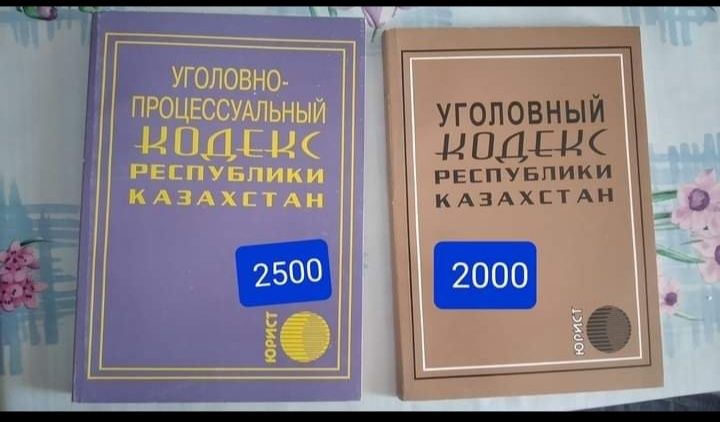 УГОЛОВНО-
ПРОЦЕССУАЛЬНЫЙ
КОДЕКС
РЕСПУБЛИКИ
КАЗАХСТАН
2500
ЮРИСТ
УГОЛОВНЫЙ
КОДЕКС
РЕСПУБЛИКИ
КАЗАХСТАН
2000
ЮРИСТ